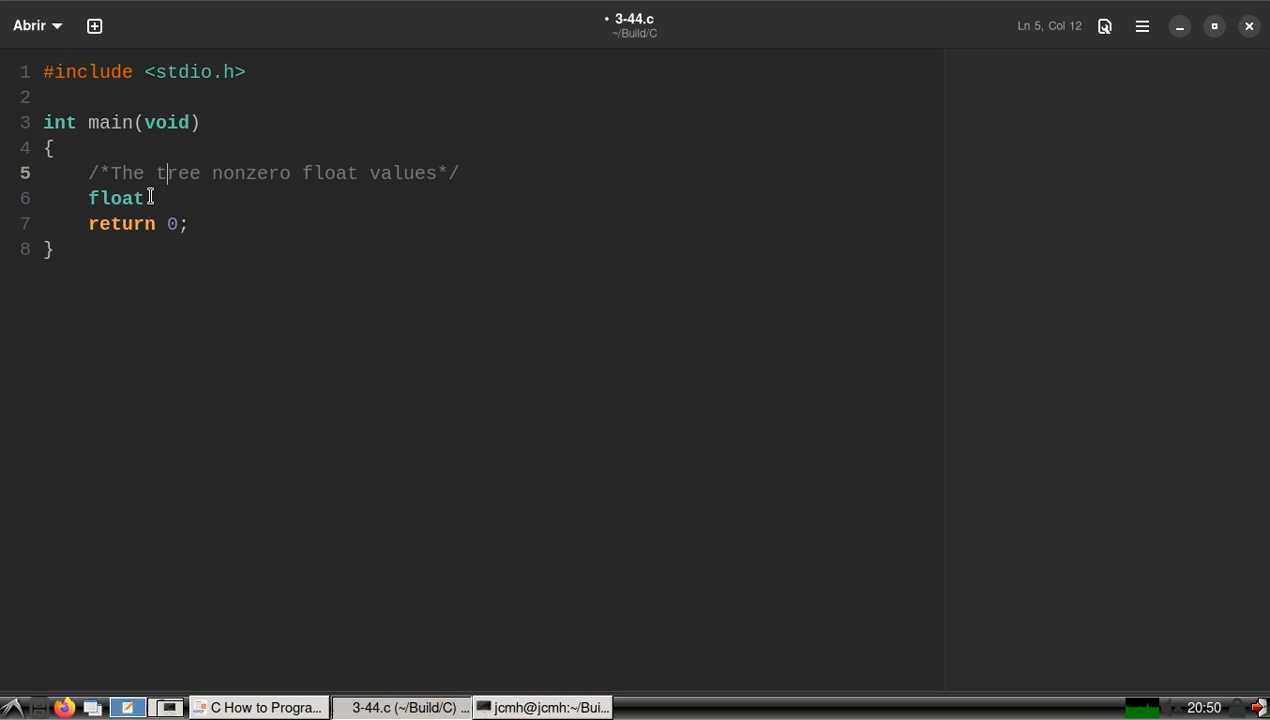 Abrir
• 3-44.c
~/Build/C
Ln 5, Col 12
1 #include <stdio.h>
2
3 int main(void)
4 {
5 /*The tree nonzero float values*/
6 float
7 return 0;
8 }
C How to Progra...
3-44.c (~/Build/C) ...
jcmh@jcmh:~/Bui...
20:50